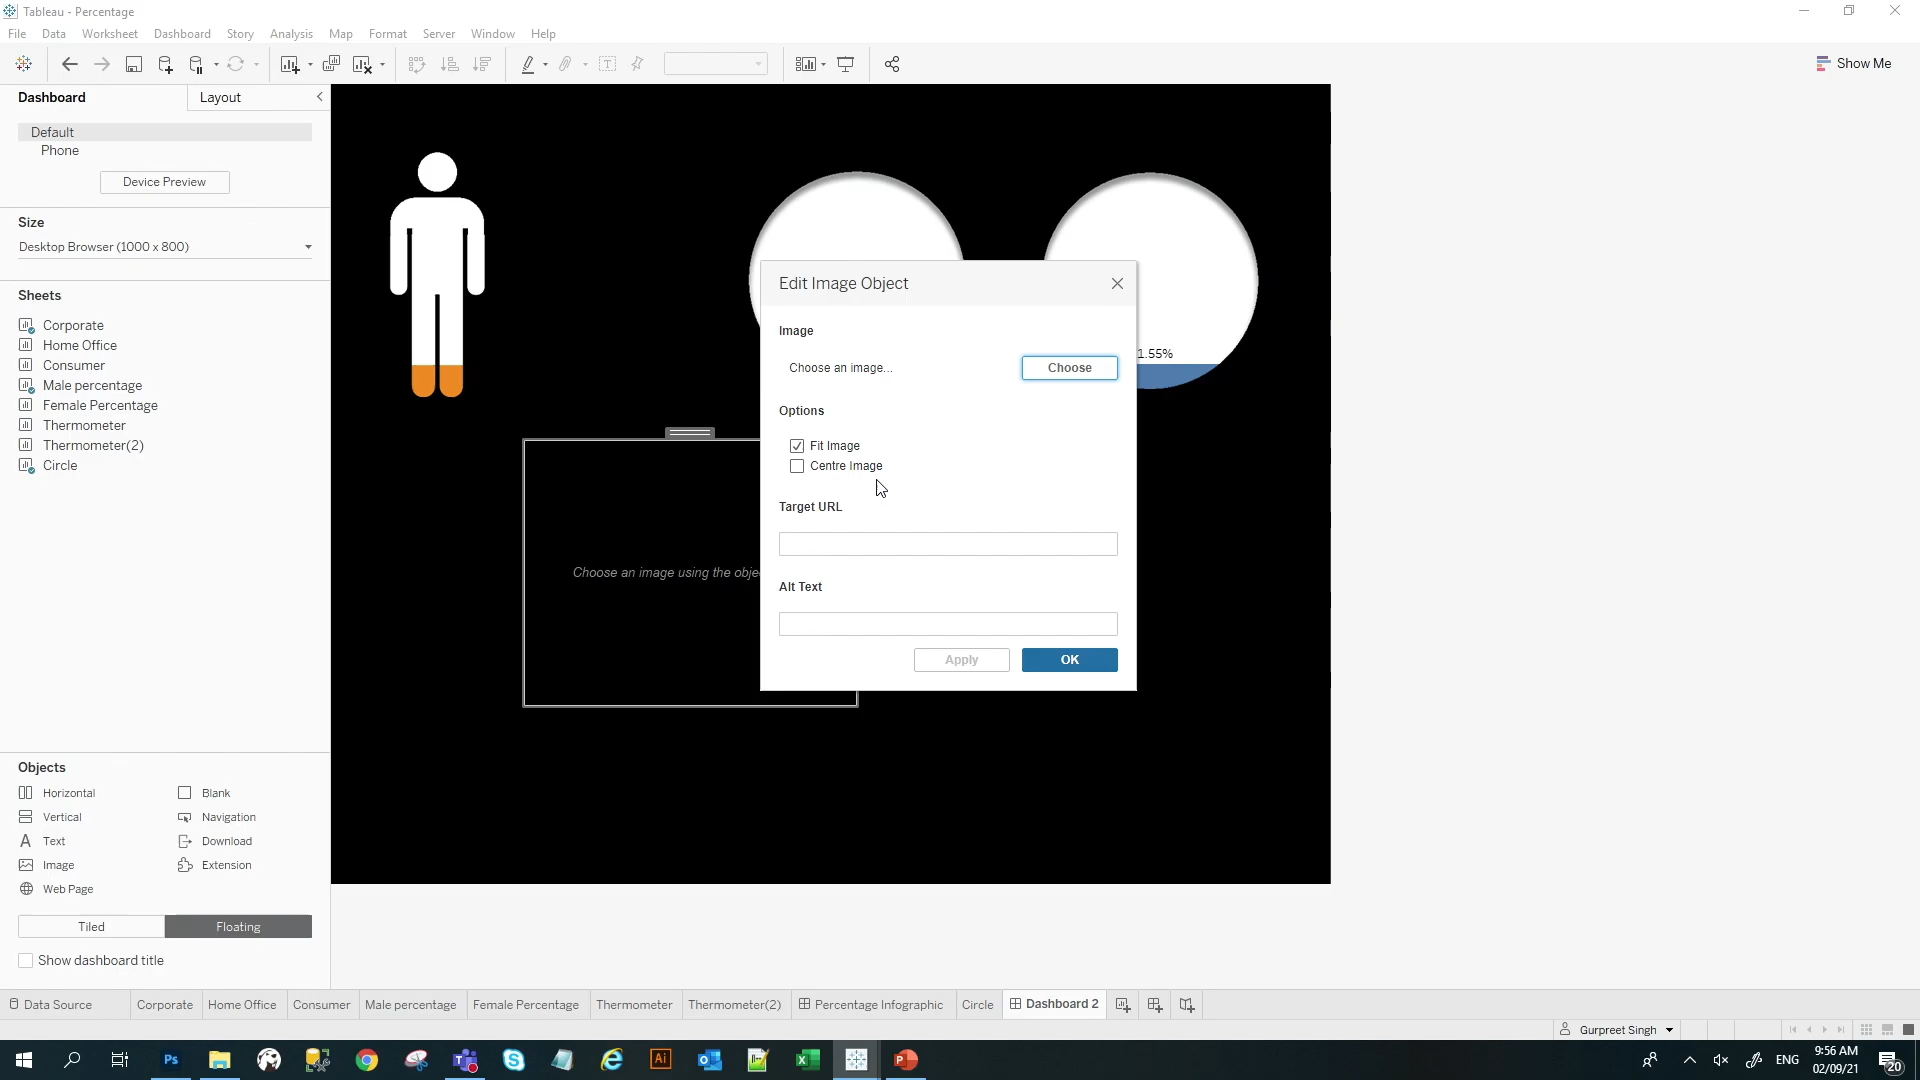 Tableau - Percentage
File Data Worksheet Dashboard Story Analysis Map Format Server Window Help
Show Me
Dashboard Layout
Default
Phone
Device Preview
Size
Desktop Browser (1000 x 800)
Sheets
Corporate
Home Office
Consumer
Male percentage
Female Percentage
Thermometer
Thermometer(2)
Circle
1.55%
Choose an image using the obje
Edit Image Object
Image
Choose an image...
Choose
Options
Fit Image
Centre Image
Target URL
Alt Text
Apply OK
Objects
Horizontal Blank
Vertical Navigation
Text Download
Image Extension
Web Page
Tiled Floating
Show dashboard title
Data Source Corporate Home Office Consumer Male percentage Female Percentage Thermometer Thermometer(2) Percentage Infographic Circle Dashboard 2
Gurpreet Singh
Ps Ai ENG 9:56 AM
02/09/21 20